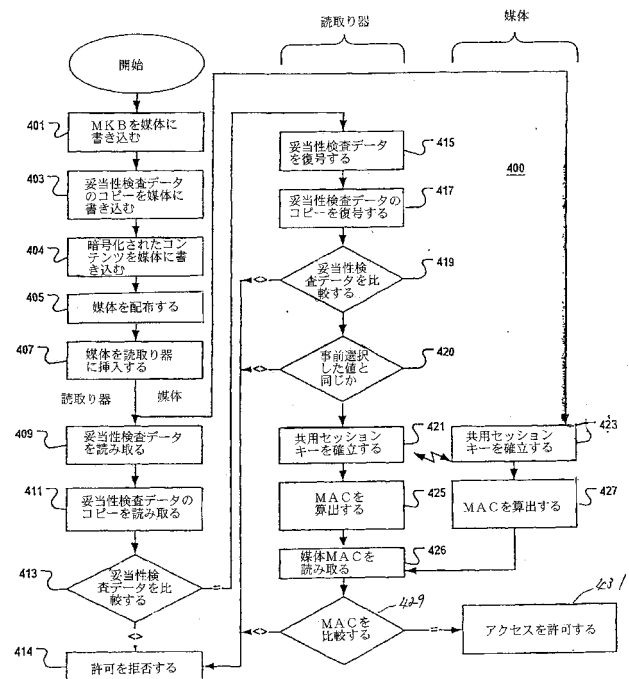 読取り器
媒体
開始
400
401
MKBを媒体に
書き込む
403
妥当性検査データ
のコピーを媒体に
書き込む
404
暗号化されたコン
テンツを媒体に書
き込む
405
媒体を配布する
407
媒体を読取り器
に挿入する
読取り器
媒体
409
妥当性検査データ
を読み取る
411
妥当性検査データの
コピーを読み取る
413
妥当性検
査データを比
較する
=
<>
414
許可を拒否する
妥当性検査データ
を復号する
415
妥当性検査データの
コピーを復号する
417
妥当性検
査データを比
較する
419
<>
事前選択
した値と
同じか
420
<>
共用セッション
キーを確立する
421
共用セッション
キーを確立する
423
MACを
算出する
425
MACを算出する
427
媒体MACを
読み取る
426
MACを
比較する
429
<>
=
アクセスを許可する
431